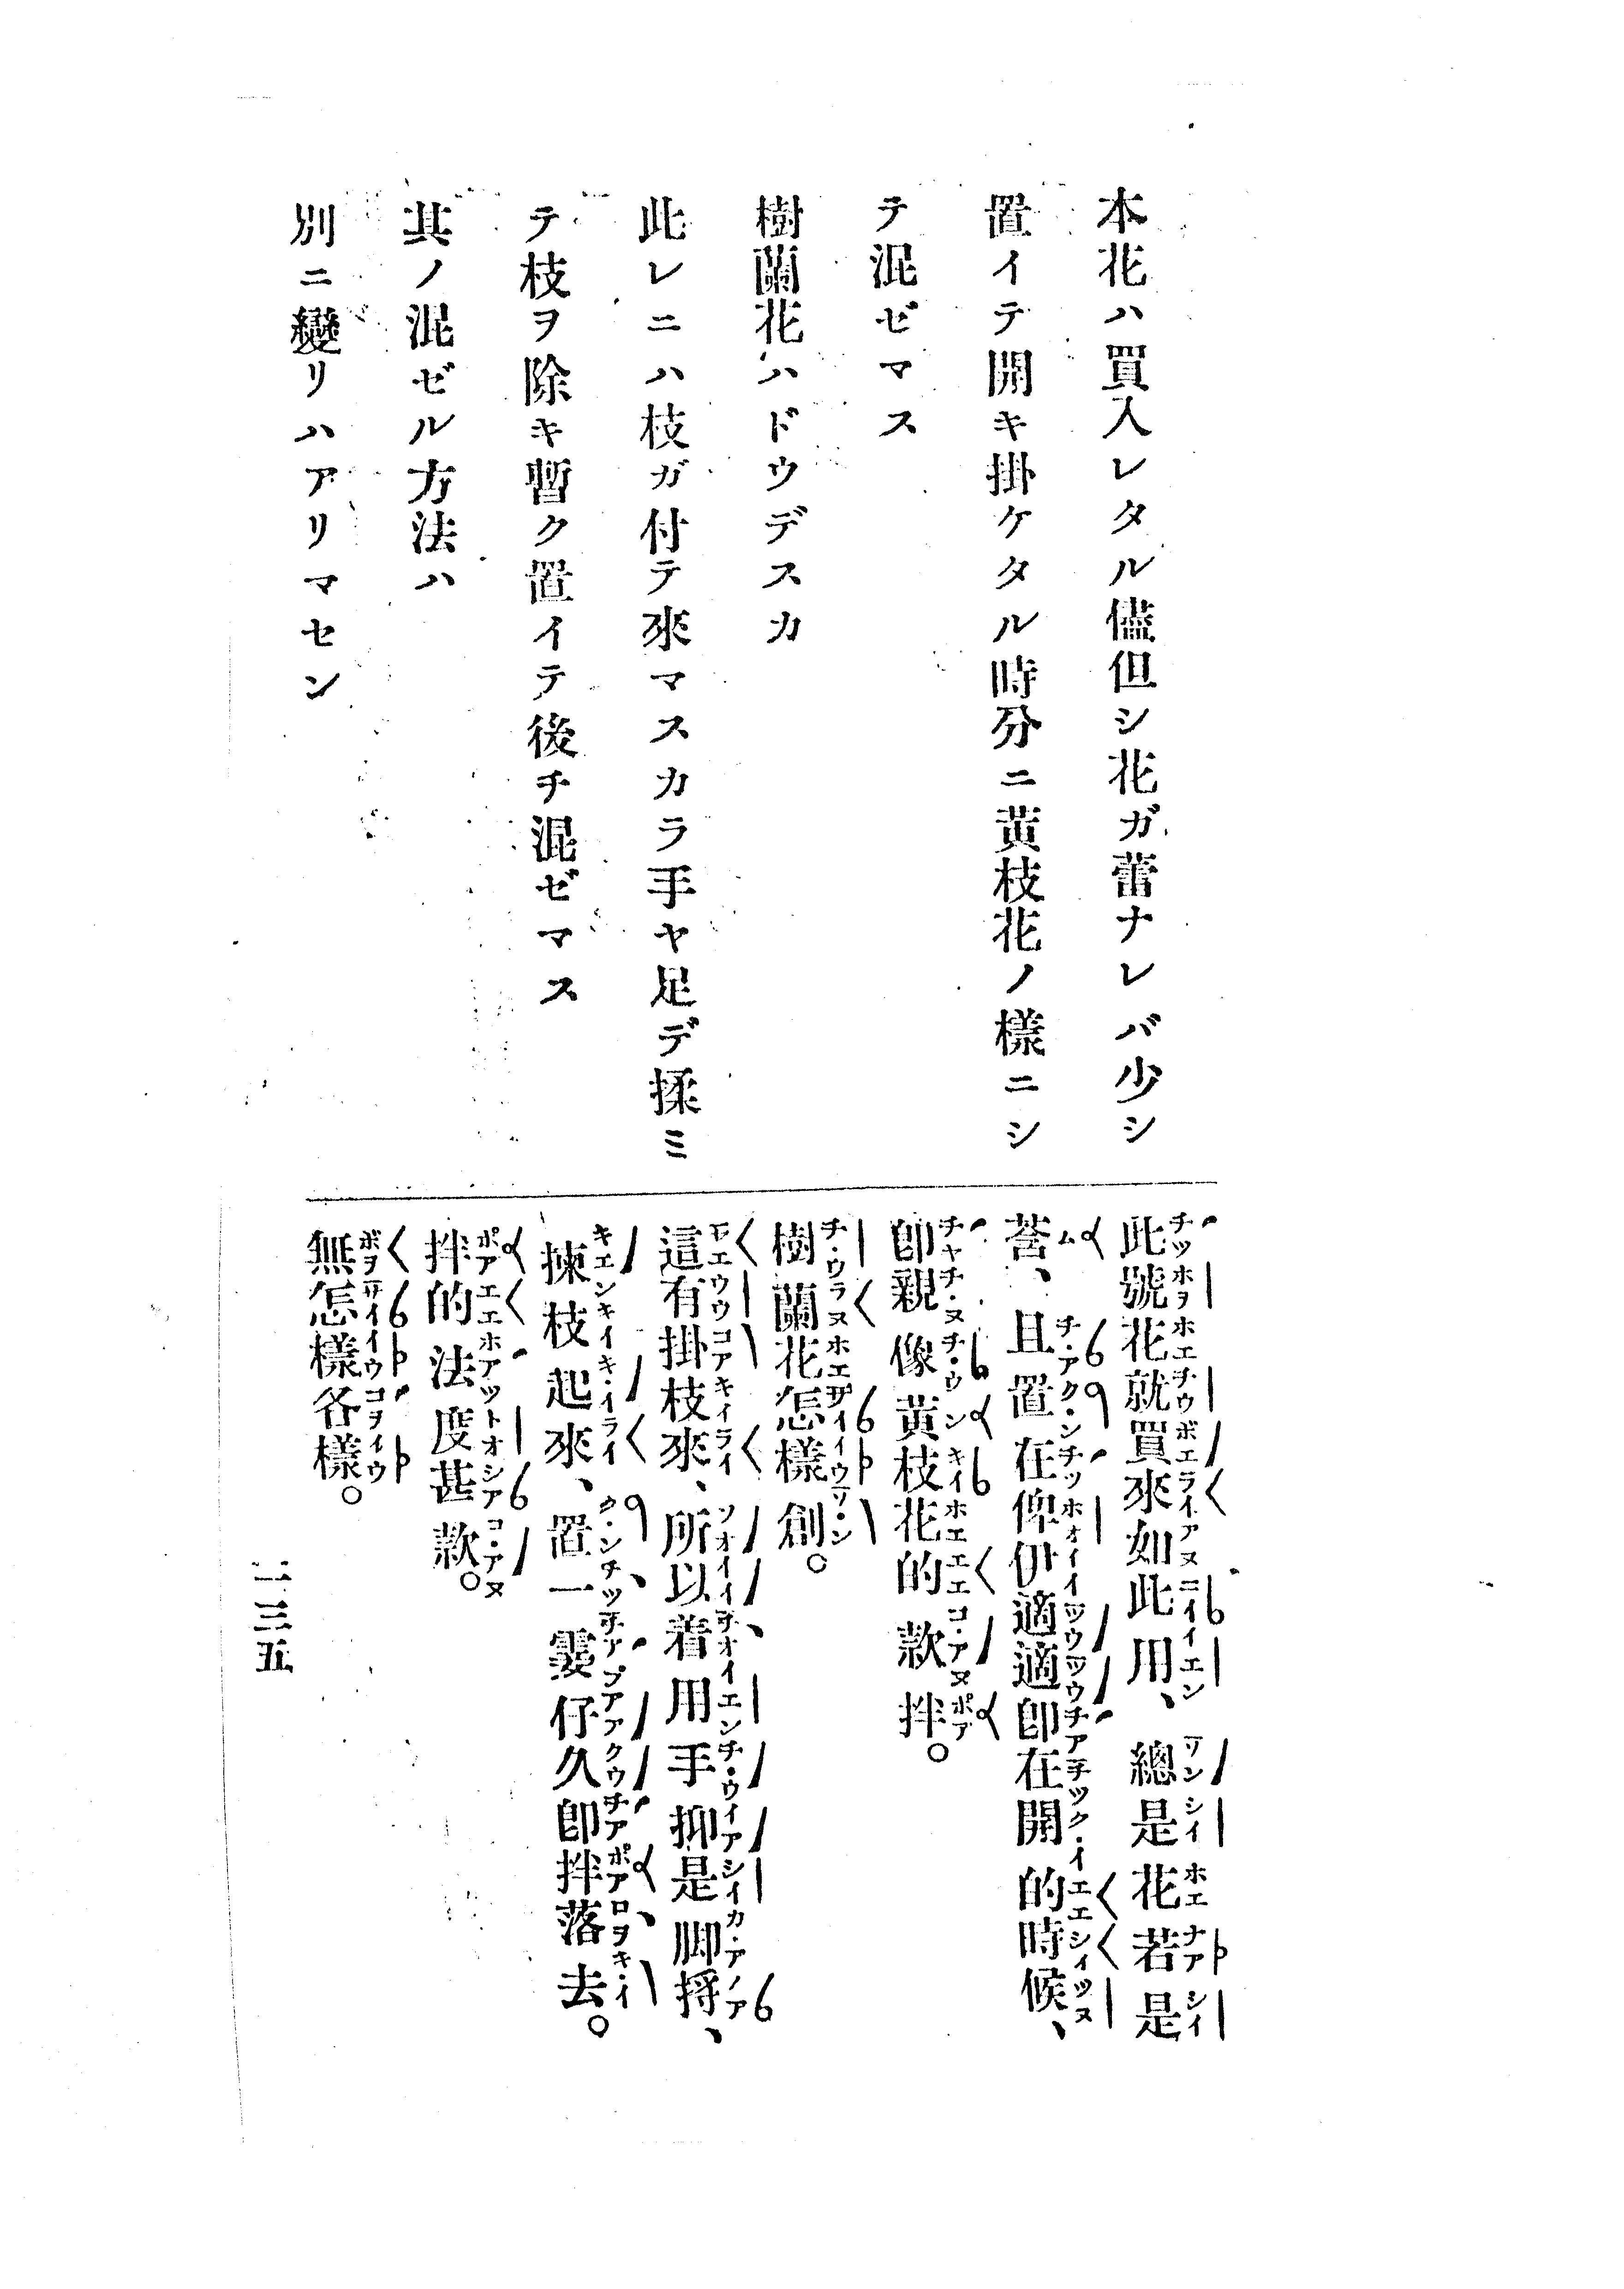 本花ハ買入レタル儘但シ花ガ蕾ナレバ少シ
置イテ開キ掛ケタル時分ニ黄枝花ノ樣ニシ
テ混ゼマス
樹蘭花ハドウデスカ
此レニハ枝ガ付テ來マスカラ手ヤ足デ揉ミ
テ枝ヲ除キ暫ク置イテ後チ混ゼマス
其ノ混ゼル方法ハ
別ニ變リハアリマセン
此號花就買來如此用、總是花若是
莟、且置在俾伊適適卽在開的時候、
卽親像黄枝花的款拌。
樹蘭花怎樣創。
這有掛枝來、所以着用手抑是脚捋、
揀枝起來、置一霎仔久卽拌落去。
拌的法度甚款。
無怎樣各樣。
一三五